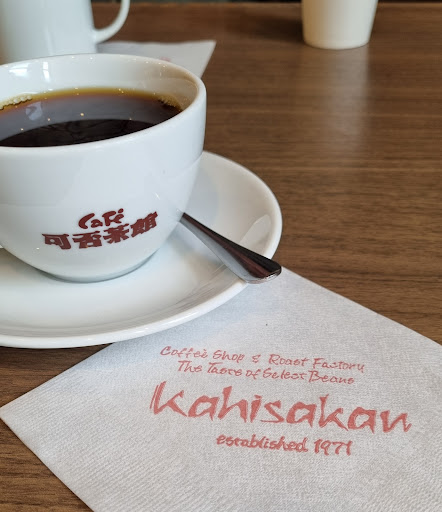 Café
可否茶館
Coffee Shop & Roast Factory
The Taste of Select Beans
Kahisakan
established 1971